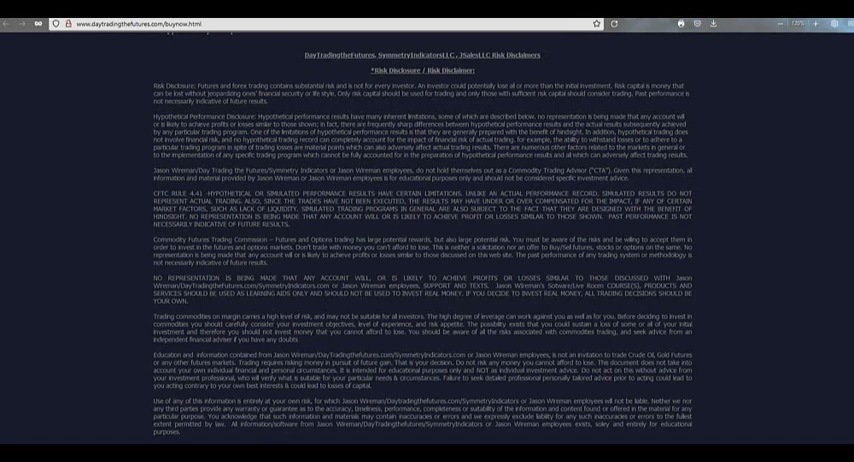 www.daytradingthefutures.com/buynow.html
DayTradingtheFutures, SymmetryIndicatorsLLC, JSalesLLC Risk Disclaimers
*Risk Disclosure / Risk Disclaimer:
Risk Disclosure: Futures and forex trading contains substantial risk and is not for every investor. An investor could potentially lose all or more than the initial investment. Risk capital is money that
can be lost without jeopardizing ones' financial security or life style. Only risk capital should be used for trading and only those with sufficient risk capital should consider trading. Past performance is
not necessarily indicative of future results.
Hypothetical Performance Disclosure: Hypothetical performance results have many inherent limitations, some of which are described below. no representation is being made that any account will
or is likely to achieve profits or losses similar to those shown; in fact, there are frequently sharp differences between hypothetical performance results and the actual results subsequently achieved
by any particular trading program. One of the limitations of hypothetical performance results is that they are generally prepared with the benefit of hindsight. In addition, hypothetical trading does
not involve financial risk, and no hypothetical trading record can completely account for the impact of financial risk of actual trading. For example, the ability to withstand losses or to adhere to a
particular trading program in spite of trading losses are material points which can also adversely affect actual trading results. There are numerous other factors related to the markets in general or
to the implementation of any specific trading program which cannot be fully accounted for in the preparation of hypothetical performance results and all which can adversely affect trading results.
Jason Wireman, Day Trading the Futures/Symmetry Indicators or Jason Wireman employees, do not hold themselves out as a Commodity Trading Advisor ("CTA"). Given this representation, all
information and material provided by Jason Wireman or Jason Wireman employees is for educational purposes only and should not be considered specific investment advice.
CFTC RULE 4.41 -HYPOTHETICAL OR SIMULATED PERFORMANCE RESULTS HAVE CERTAIN LIMITATIONS. UNLIKE AN ACTUAL PERFORMANCE RECORD, SIMULATED RESULTS DO NOT
REPRESENT ACTUAL TRADING. ALSO, SINCE THE TRADES HAVE NOT BEEN EXECUTED, THE RESULTS MAY HAVE UNDER OR OVER COMPENSATED FOR THE IMPACT, IF ANY OF CERTAIN
MARKET FACTORS, SUCH AS LACK OF LIQUIDITY. SIMULATED TRADING PROGRAMS IN GENERAL ARE ALSO SUBJECT TO THE FACT THAT THEY ARE DESIGNED WITH THE BENEFIT OF
HINDSIGHT. NO REPRESENTATION IS BEING MADE THAT ANY ACCOUNT WILL OR IS LIKELY TO ACHIEVE PROFIT OR LOSSES SIMILAR TO THOSE SHOWN. PAST PERFORMANCE IS NOT
NECESSARILY INDICATIVE OF FUTURE RESULTS.
Commodity Futures Trading Commission – Futures and Options trading has large potential rewards, but also large potential risk. You must be aware of the risks and be willing to accept them in
order to invest in the futures and options markets. Don't trade with money you can't afford to lose. This is neither a solicitation nor an offer to Buy/Sell futures, stocks or options on the same. No
representation is being made that any account will or is likely to achieve profits or losses similar to those discussed on this web site. The past performance of any trading system or methodology is
not necessarily indicative of future results.
NO REPRESENTATION IS BEING MADE THAT ANY ACCOUNT WILL, OR IS LIKELY TO ACHIEVE PROFITS OR LOSSES SIMILAR TO THOSE DISCUSSED WITH Jason
Wireman/DayTradingthefutures.com/SymmetryIndicators.com or Jason Wireman employees, SUPPORT AND TEXTS. Jason Wireman's Sotware/Live Room COURSE(S), PRODUCTS AND
SERVICES SHOULD BE USED AS LEARNING AIDS ONLY AND SHOULD NOT BE USED TO INVEST REAL MONEY. IF YOU DECIDE TO INVEST REAL MONEY, ALL TRADING DECISIONS SHOULD BE
YOUR OWN.
Trading commodities on margin carries a high level of risk, and may not be suitable for all investors. The high degree of leverage can work against you as well as for you. Before deciding to invest in
commodities you should carefully consider your investment objectives, level of experience, and risk appetite. The possibility exists that you could sustain a loss of some or all of your initial
investment and therefore you should not invest money that you cannot afford to lose. You should be aware of all the risks associated with commodities trading, and seek advice from an
independent financial adviser if you have any doubts
Education and information contained from Jason Wireman/DayTradingthefutures.com/SymmetryIndicators.com or Jason Wireman employees, is not an invitation to trade Crude Oil, Gold Futures
or any other futures markets. Trading requires risking money in pursuit of future gain. That is your decision. Do not risk any money you cannot afford to lose. This document does not take into
account your own individual financial and personal circumstances. It is intended for educational purposes only and NOT as individual investment advice. Do not act on this without advice from
your investment professional, who will verify what is suitable for your particular needs & circumstances. Failure to seek detailed professional personally tailored advice prior to acting could lead to
you acting contrary to your own best interests & could lead to losses of capital.
Use of any of this information is entirely at your own risk, for which Jason Wireman/Daytradingthefutures.com/SymmetryIndicators or Jason Wireman employees will not be liable. Neither we nor
any third parties provide any warranty or guarantee as to the accuracy, timeliness, performance, completeness or suitability of the information and content found or offered in the material for any
particular purpose. You acknowledge that such information and materials may contain inaccuracies or errors and we expressly exclude liability for any such inaccuracies or errors to the fullest
extent permitted by law. All information/software from Jason Wireman/Daytradingthefutures/SymmetryIndicators or Jason Wireman employees exists, soley and entirely for educational
purposes.